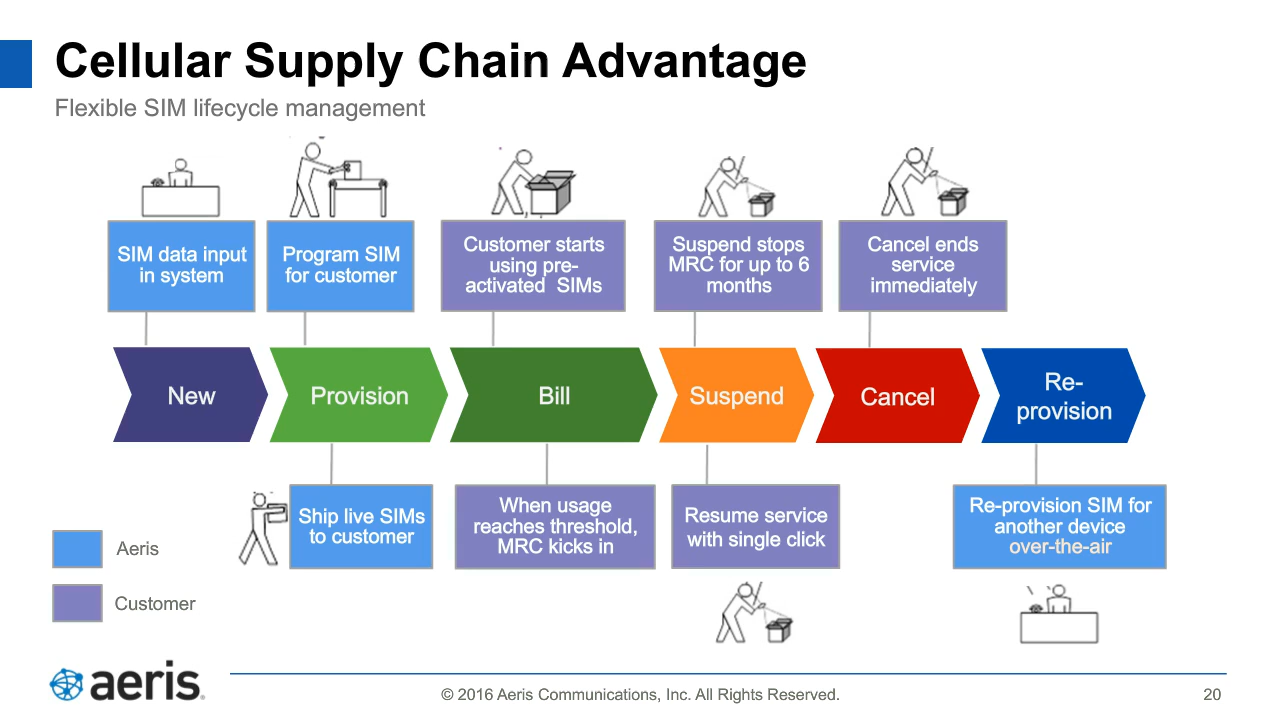 Cellular Supply Chain Advantage
Flexible SIM lifecycle management
SIM data input
in system
Program SIM
for customer
Customer starts
using pre-
activated SIMs
Suspend stops
MRC for up to 6
months
Cancel ends
service
immediately
New
Provision
Bill
Suspend
Cancel
Re-
provision
Ship live SIMs
to customer
When usage
reaches threshold,
MRC kicks in
Resume service
with single click
Re-provision SIM for
another device
over-the-air
Aeris
Customer
aeris
© 2016 Aeris Communications, Inc. All Rights Reserved.
20